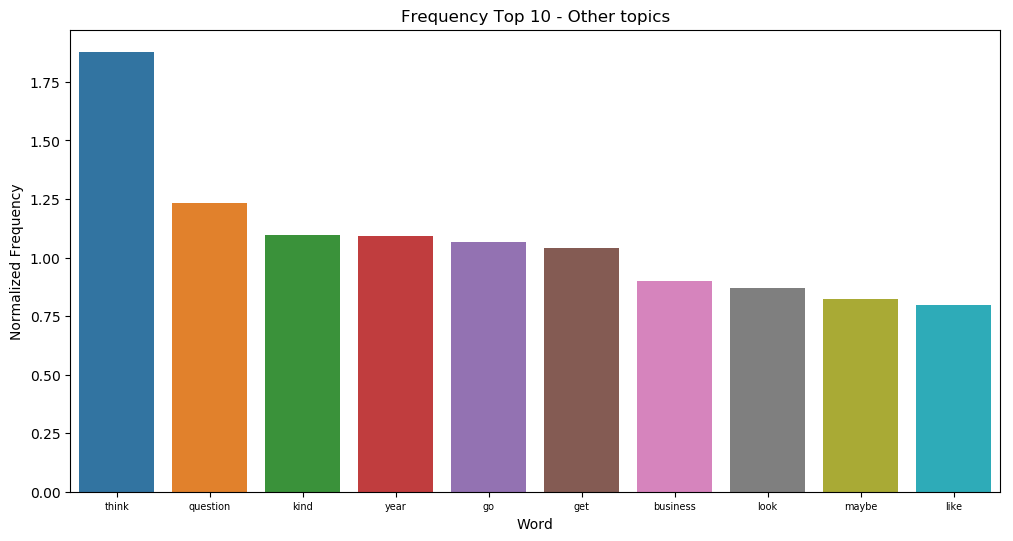 Frequency Top 10 - Other topics
Normalized Frequency
1.75
1.50
1.25
1.00
0.75
0.50
0.25
0.00
think question kind year go get business look maybe like
Word